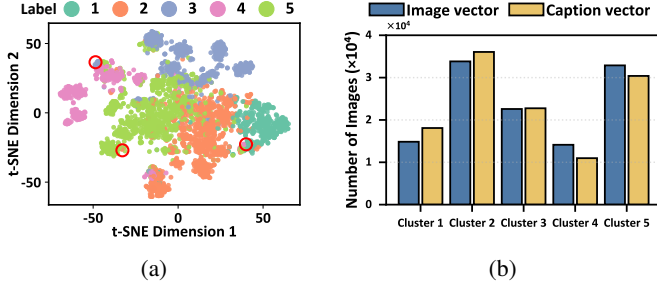 Label 1 2 3 4 5
t-SNE Dimension 2
50
0
-50
-50 0 50
t-SNE Dimension 1
(a)
Image vector Caption vector
×10⁴
Number of Images (×10⁴)
4
3
2
1
0
Cluster 1 Cluster 2 Cluster 3 Cluster 4 Cluster 5
(b)